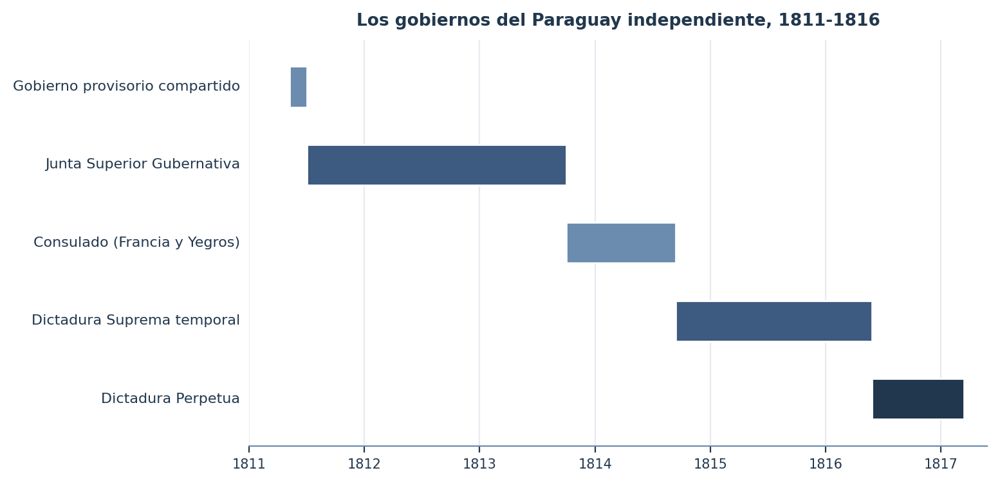 Los gobiernos del Paraguay independiente, 1811-1816
Gobierno provisorio compartido
Junta Superior Gubernativa
Consulado (Francia y Yegros)
Dictadura Suprema temporal
Dictadura Perpetua
1811 1812 1813 1814 1815 1816 1817